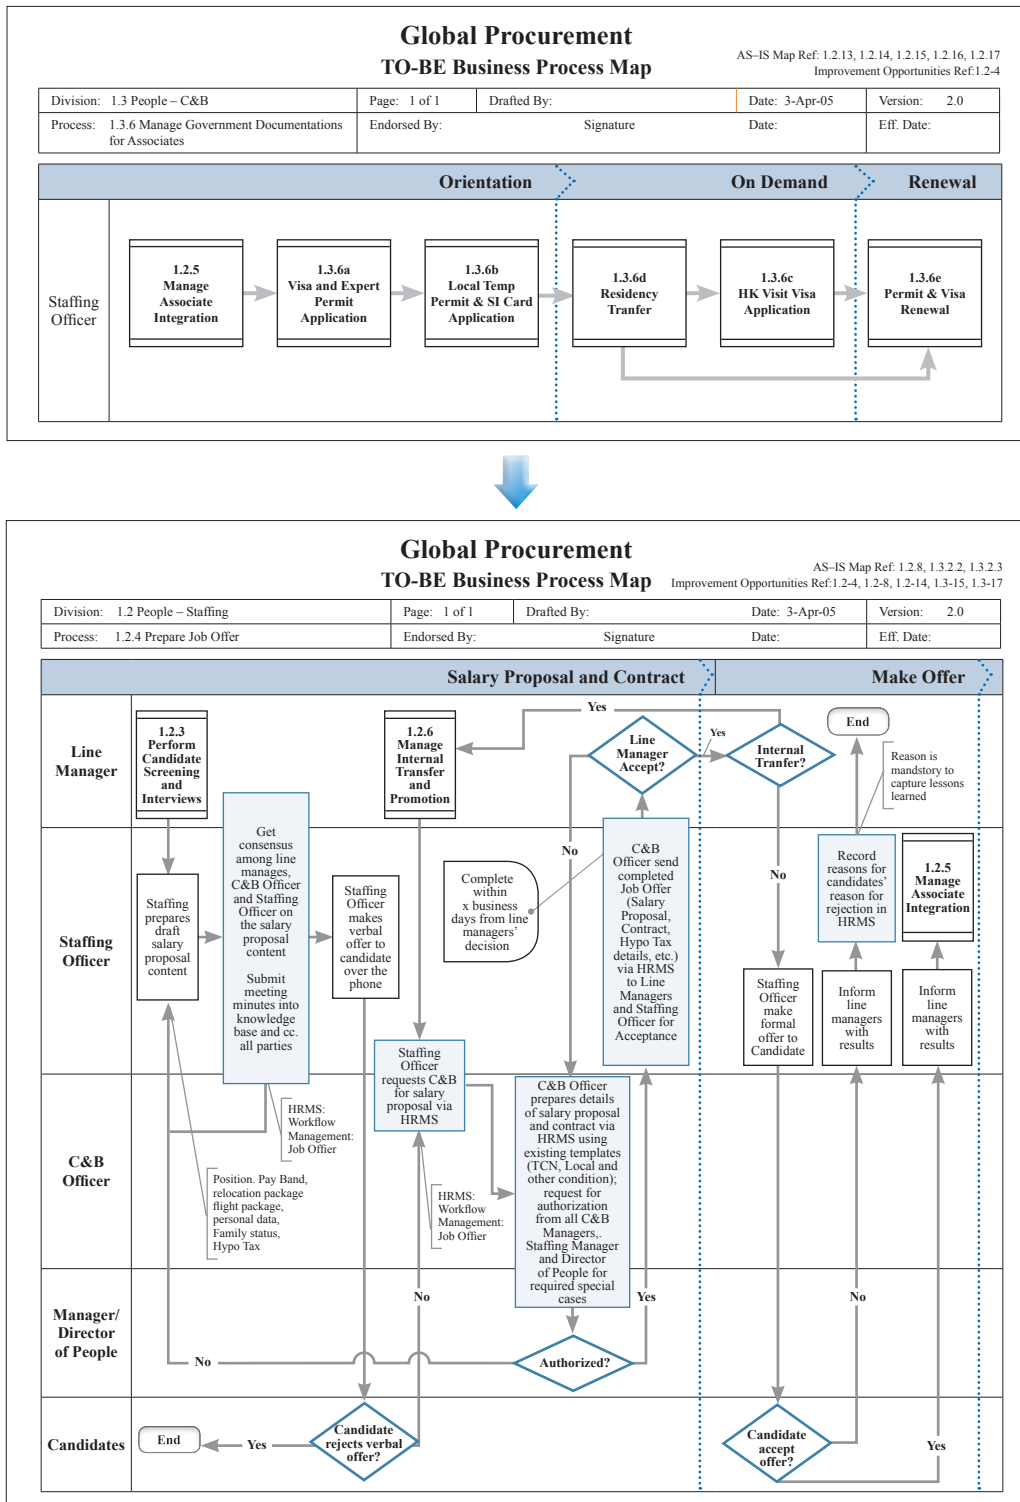 Global Procurement
TO-BE Business Process Map
AS–IS Map Ref: 1.2.13, 1.2.14, 1.2.15, 1.2.16, 1.2.17
Improvement Opportunities Ref:1.2-4
Division: 1.3 People – C&B
Page: 1 of 1
Drafted By:
Date: 3-Apr-05
Version: 2.0
Process: 1.3.6 Manage Government Documentations
for Associates
Endorsed By:
Signature
Date:
Eff. Date:
Orientation
On Demand
Renewal
Staffing
Officer
1.2.5
Manage
Associate
Integration
1.3.6a
Visa and Expert
Permit
Application
1.3.6b
Local Temp
Permit & SI Card
Application
1.3.6d
Residency
Tranfer
1.3.6c
HK Visit Visa
Application
1.3.6e
Permit & Visa
Renewal
Global Procurement
TO-BE Business Process Map
AS–IS Map Ref: 1.2.8, 1.3.2.2, 1.3.2.3
Improvement Opportunities Ref:1.2-4, 1.2-8, 1.2-14, 1.3-15, 1.3-17
Division: 1.2 People – Staffing
Page: 1 of 1
Drafted By:
Date: 3-Apr-05
Version: 2.0
Process: 1.2.4 Prepare Job Offer
Endorsed By:
Signature
Date:
Eff. Date:
Salary Proposal and Contract
Make Offer
Line
Manager
1.2.3
Perform
Candidate
Screening
and
Interviews
1.2.6
Manage
Internal
Transfer
and
Promotion
Yes
Line
Manager
Accept?
Yes
Internal
Tranfer?
End
Reason is
mandstory to
capture lessons
learned
No
No
Staffing
Officer
Staffing
prepares
draft
salary
proposal
content
Get
consensus
among line
manages,
C&B Officer
and Staffing
Officer on
the salary
proposal
content
Submit
meeting
minutes into
knowledge
base and cc.
all parties
Staffing
Officer
makes
verbal
offer to
candidate
over the
phone
Complete
within
x business
days from line
managers’
decision
C&B
Officer send
completed
Job Offer
(Salary
Proposal,
Contract,
Hypo Tax
details, etc.)
via HRMS
to Line
Managers
and Staffing
Officer for
Acceptance
Record
reasons for
candidates’
reason for
rejection in
HRMS
1.2.5
Manage
Associate
Integration
Staffing
Officer
make
formal
offer to
Candidate
Inform
line
managers
with
results
Inform
line
managers
with
results
Staffing
Officer
requests C&B
for salary
proposal via
HRMS
C&B
Officer
HRMS:
Workflow
Management:
Job Offier
Position. Pay Band,
relocation package
flight package,
personal data,
Family status,
Hypo Tax
HRMS:
Workflow
Management:
Job Offier
C&B Officer
prepares details
of salary proposal
and contract via
HRMS using
existing templates
(TCN, Local and
other condition);
request for
authorization
from all C&B
Managers,.
Staffing Manager
and Director
of People for
required special
cases
Manager/
Director
of People
No
No
Yes
No
Authorized?
Candidates
End
Yes
Candidate
rejects verbal
offer?
Candidate
accept
offer?
Yes